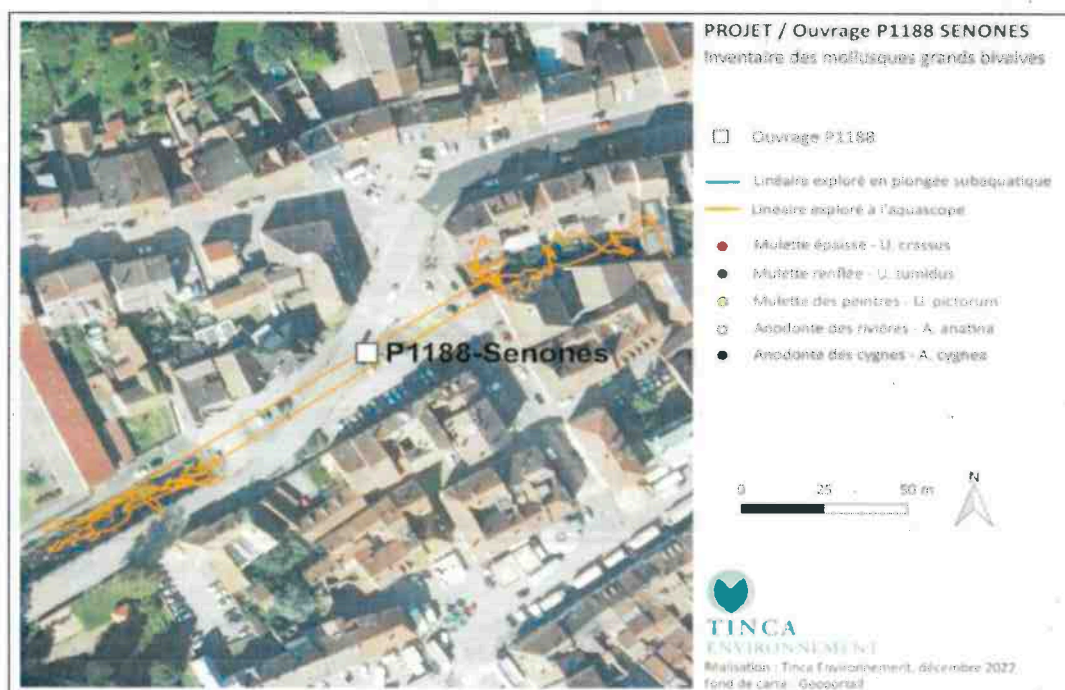 PROJET / Ouvrage P1188 SENONES
Inventaire des mollusques grands bivalves
Ouvrage P1188
Linéaire exploré en plongée subaquatique
Linéaire exploré à l'aquascope
Mulette épaisse - U. crassus
Mulette renflée - U. tumidus
Mulette des peintres - U. pictorum
Anodonte des rivières - A. anatina
Anodonte des cygnes - A. cygnea
P1188-Senones
0 25 50 m
N
TINCA
ENVIRONNEMENT
Réalisation : Tinca Environnement, décembre 2022
fond de carte : Geoportail